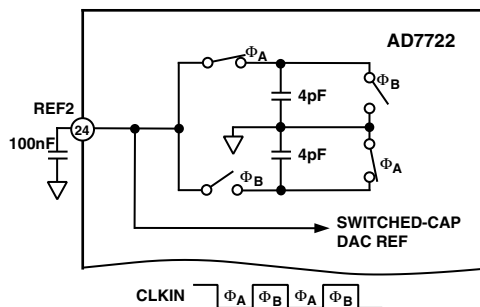 AD7722
ΦA
ΦB
4pF
REF2
24
100nF
4pF
ΦA
ΦB
SWITCHED-CAP
DAC REF
CLKIN ΦA ΦB ΦA ΦB